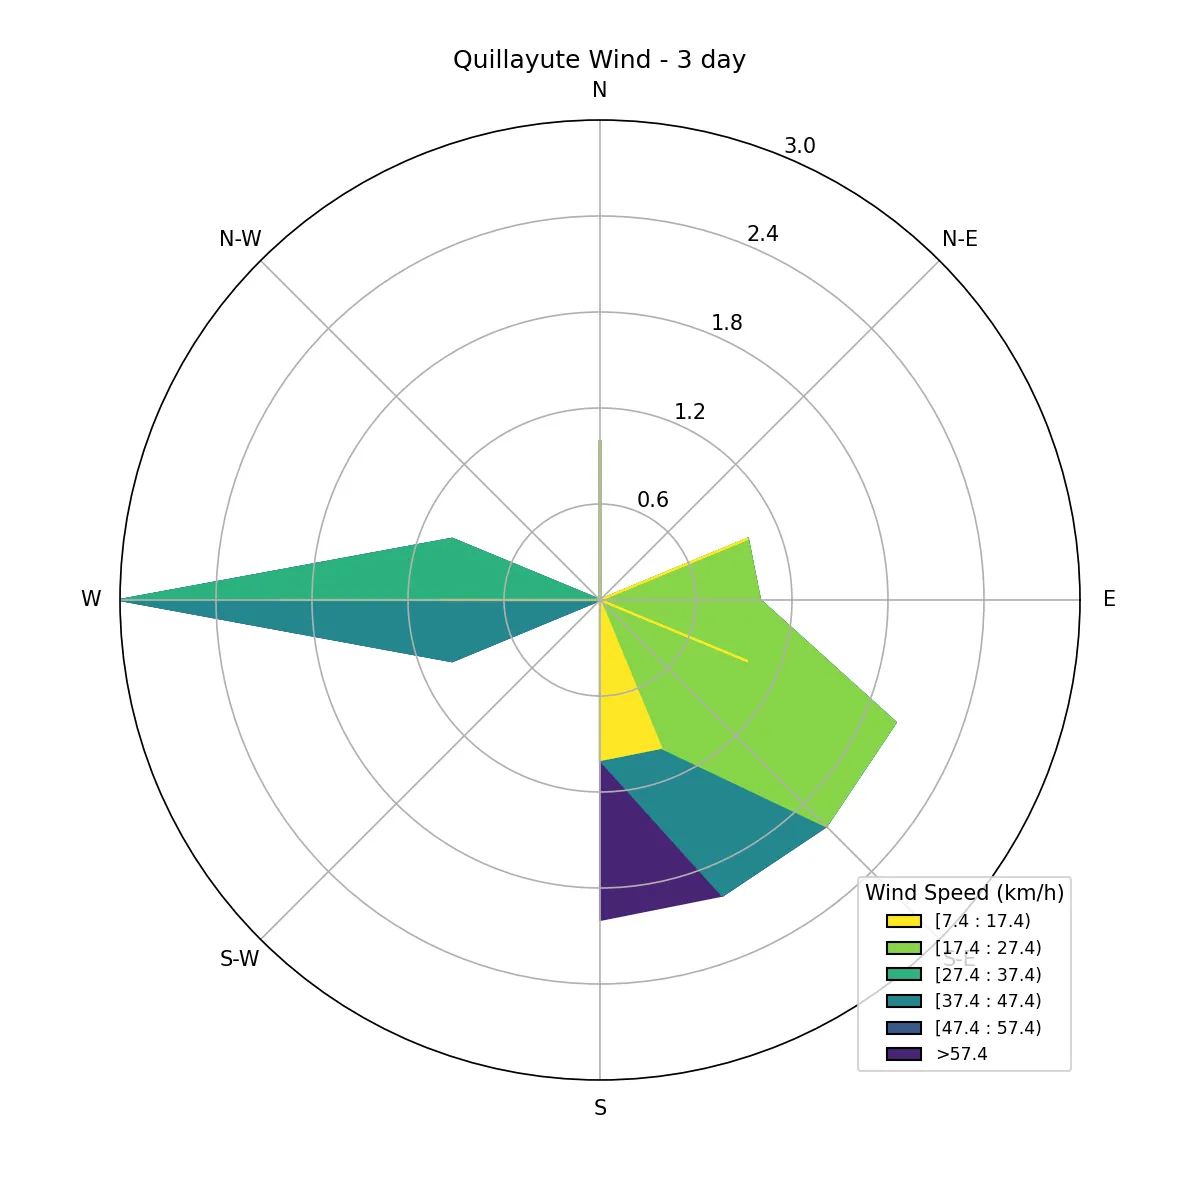 Quillayute Wind - 3 day
N
3.0
N-W
2.4
N-E
1.8
1.2
0.6
W
E
Wind Speed (km/h)
[7.4 : 17.4)
[17.4 : 27.4)
S-W
S-E
[27.4 : 37.4)
[37.4 : 47.4)
[47.4 : 57.4)
>57.4
S